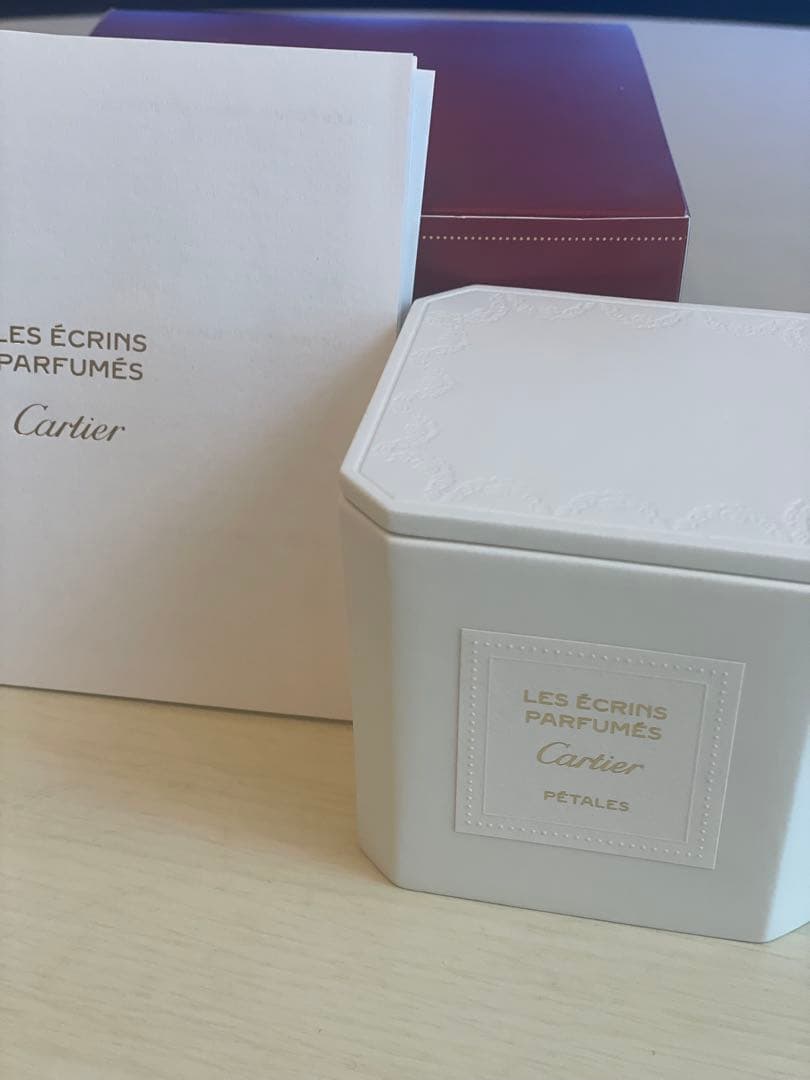 LES ÉCRINS
PARFUMÉS
Cartier
LES ÉCRINS
PARFUMÉS
Cartier
PÉTALES